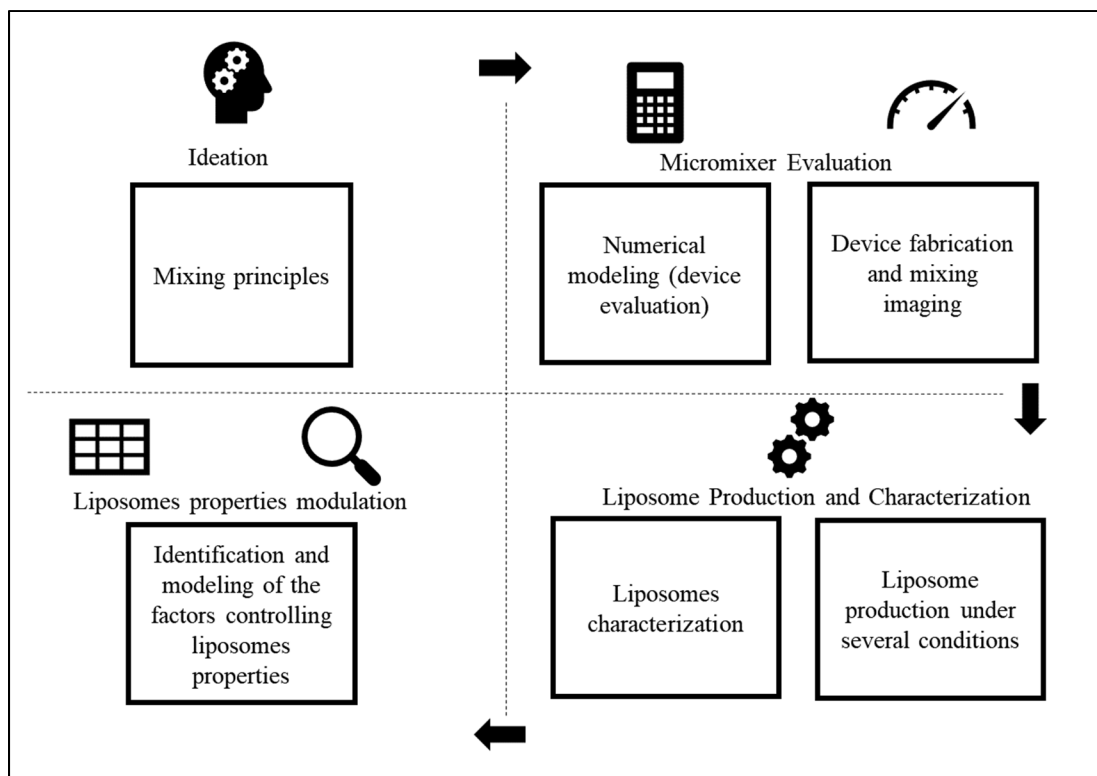 Ideation
Mixing principles
Micromixer Evaluation
Numerical
modeling (device
evaluation)
Device fabrication
and mixing
imaging
Liposomes properties modulation
Identification and
modeling of the
factors controlling
liposomes
properties
Liposome Production and Characterization
Liposomes
characterization
Liposome
production under
several conditions